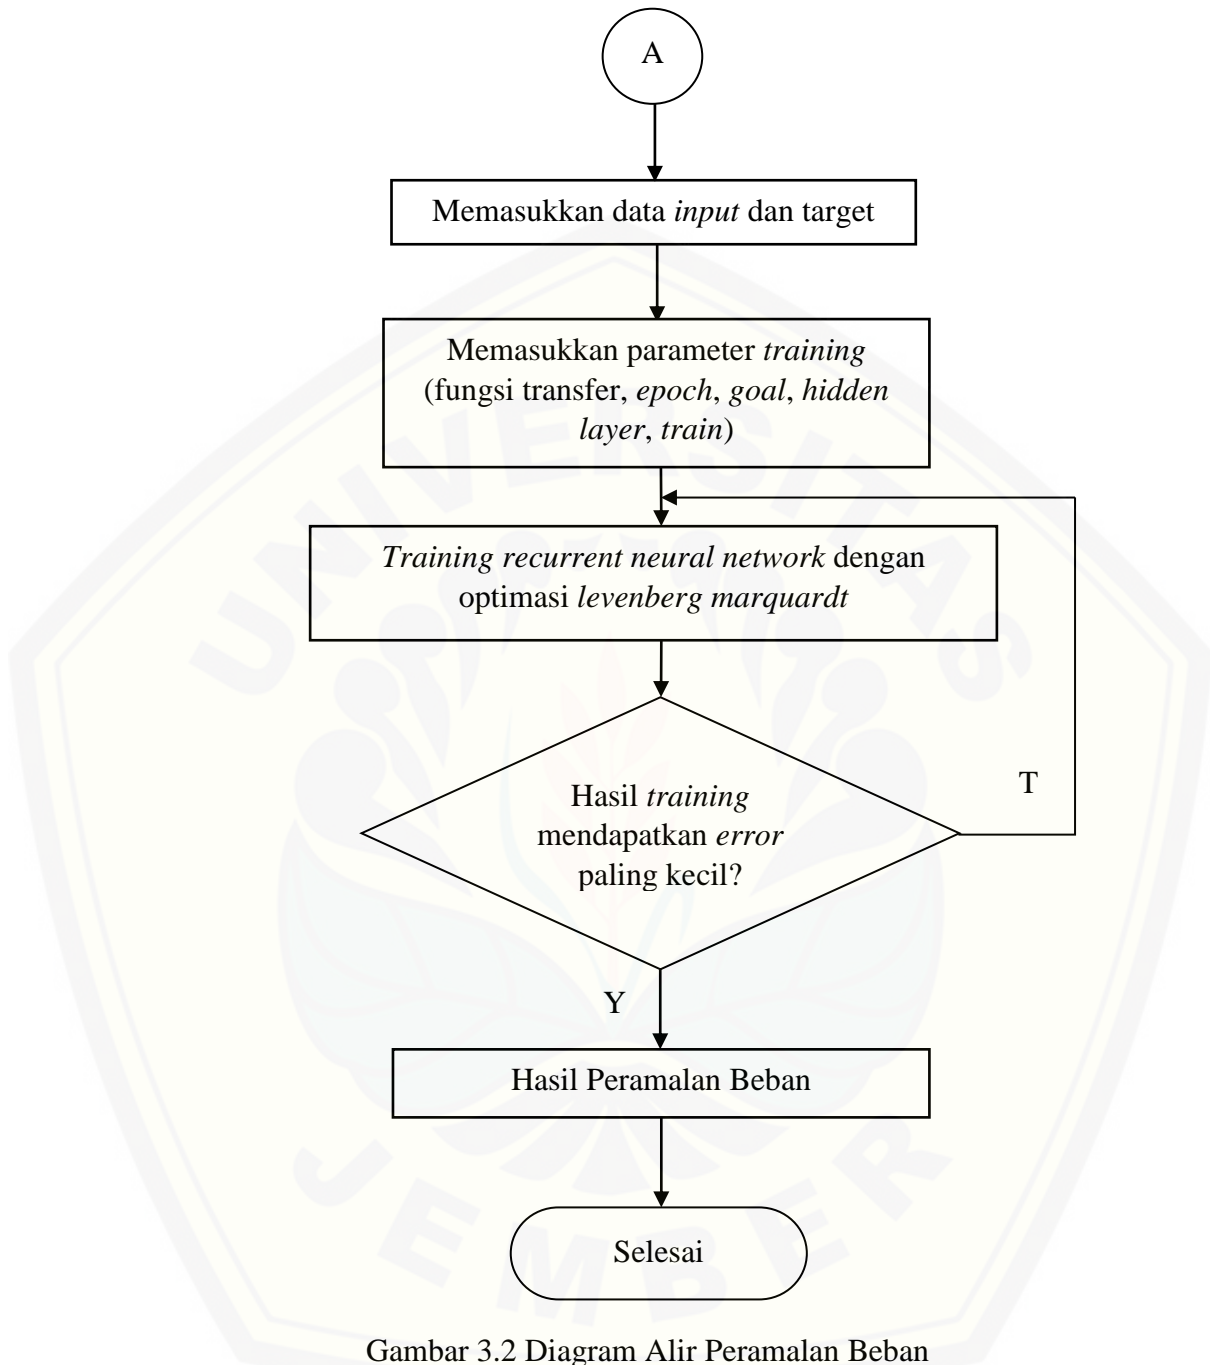 A
Memasukkan data input dan target
Memasukkan parameter training
(fungsi transfer, epoch, goal, hidden
layer, train)
Training recurrent neural network dengan
optimasi levenberg marquardt
Hasil training
mendapatkan error
paling kecil?
T
Y
Hasil Peramalan Beban
Selesai
Gambar 3.2 Diagram Alir Peramalan Beban
UNIVERSITAS
JEMBER